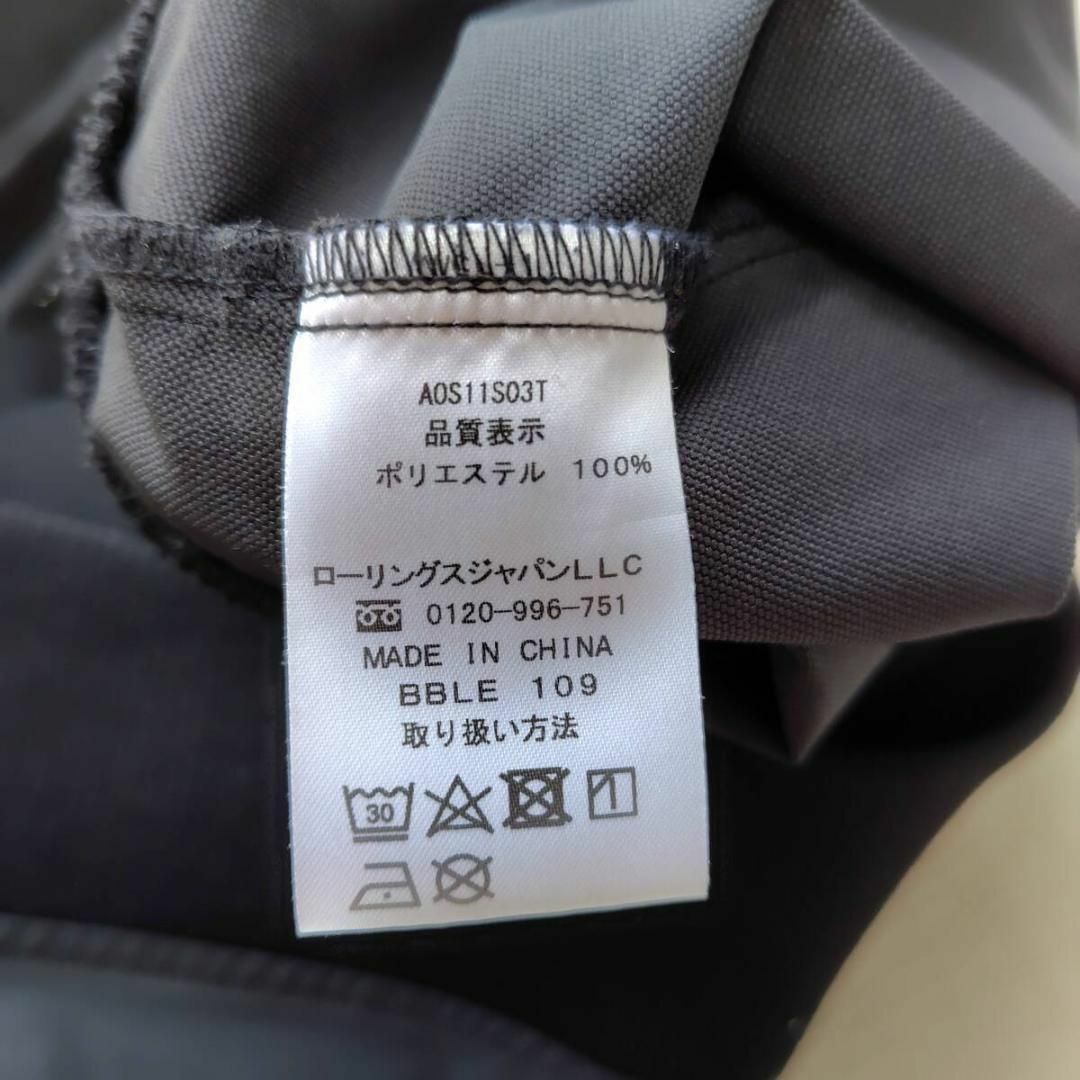 AOS11S03T
品質表示
ポリエステル 100%
ローリングスジャパンLLC
0120-996-751
MADE IN CHINA
BBLE 109
取り扱い方法
30